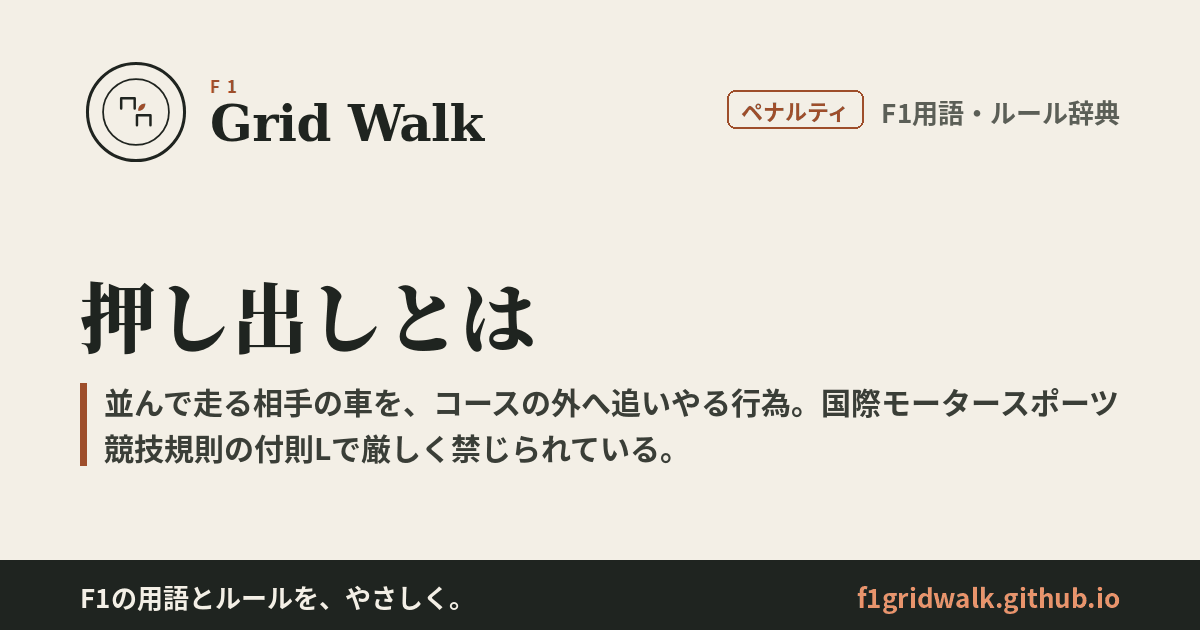 F1
Grid Walk
ペナルティ
F1用語・ルール辞典
押し出しとは
並んで走る相手の車を、コースの外へ追いやる行為。国際モータースポーツ
競技規則の付則Lで厳しく禁じられている。
F1の用語とルールを、やさしく。
f1gridwalk.github.io